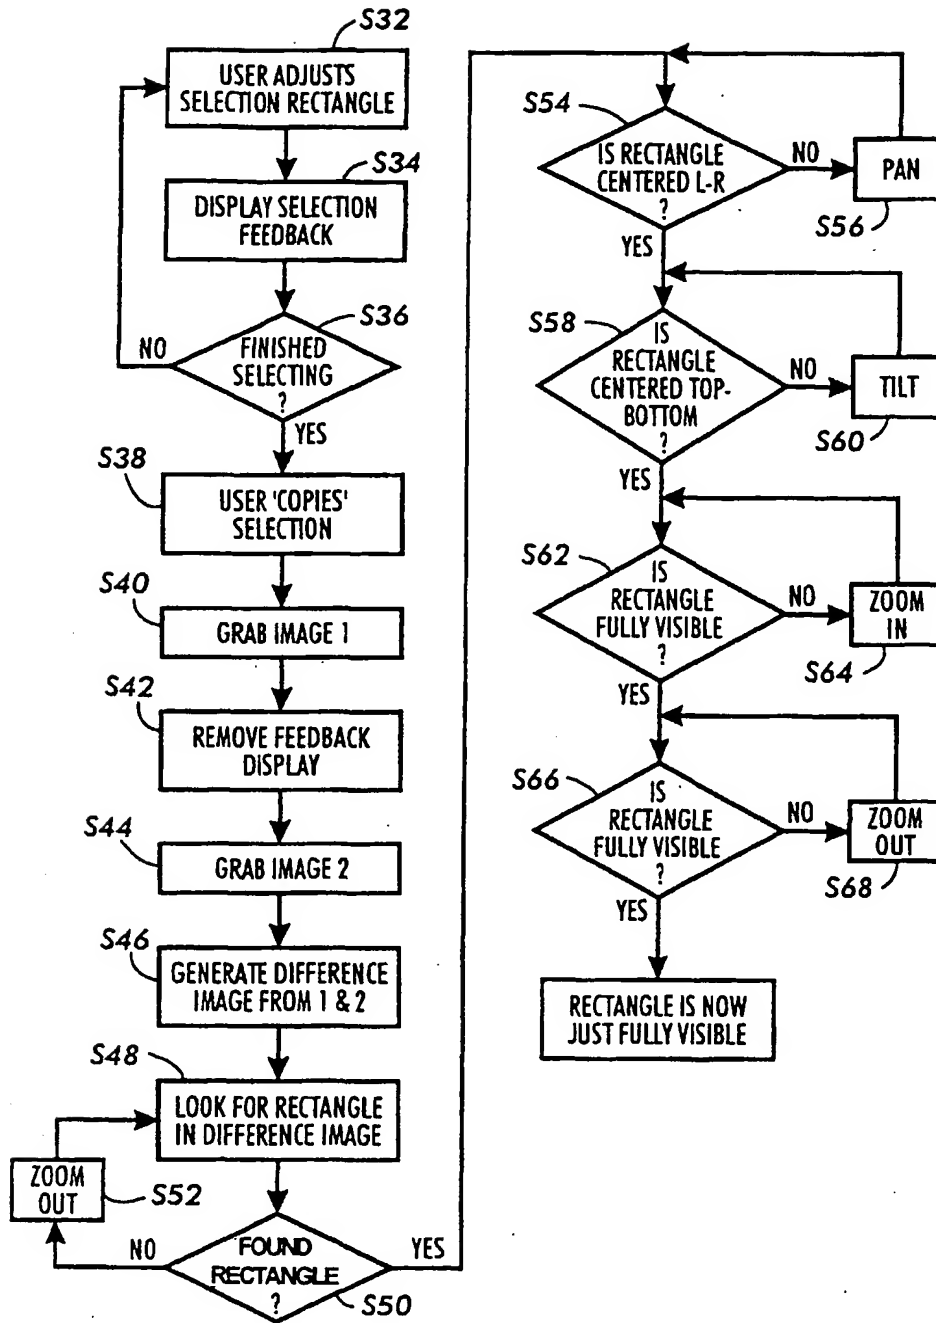 S32
USER ADJUSTS
SELECTION RECTANGLE
S34
DISPLAY SELECTION
FEEDBACK
S36
FINISHED
SELECTING
?
NO
YES
S38
USER 'COPIES'
SELECTION
S40
GRAB IMAGE 1
S42
REMOVE FEEDBACK
DISPLAY
S44
GRAB IMAGE 2
S46
GENERATE DIFFERENCE
IMAGE FROM 1 & 2
S48
LOOK FOR RECTANGLE
IN DIFFERENCE IMAGE
ZOOM
OUT
S52
NO
FOUND
RECTANGLE
?
YES
S50
S54
IS RECTANGLE
CENTERED L-R
?
NO
PAN
S56
YES
S58
IS
RECTANGLE
CENTERED TOP-
BOTTOM
?
NO
TILT
S60
YES
S62
IS
RECTANGLE
FULLY VISIBLE
?
NO
ZOOM
IN
S64
YES
S66
IS
RECTANGLE
FULLY VISIBLE
?
NO
ZOOM
OUT
S68
YES
RECTANGLE IS NOW
JUST FULLY VISIBLE